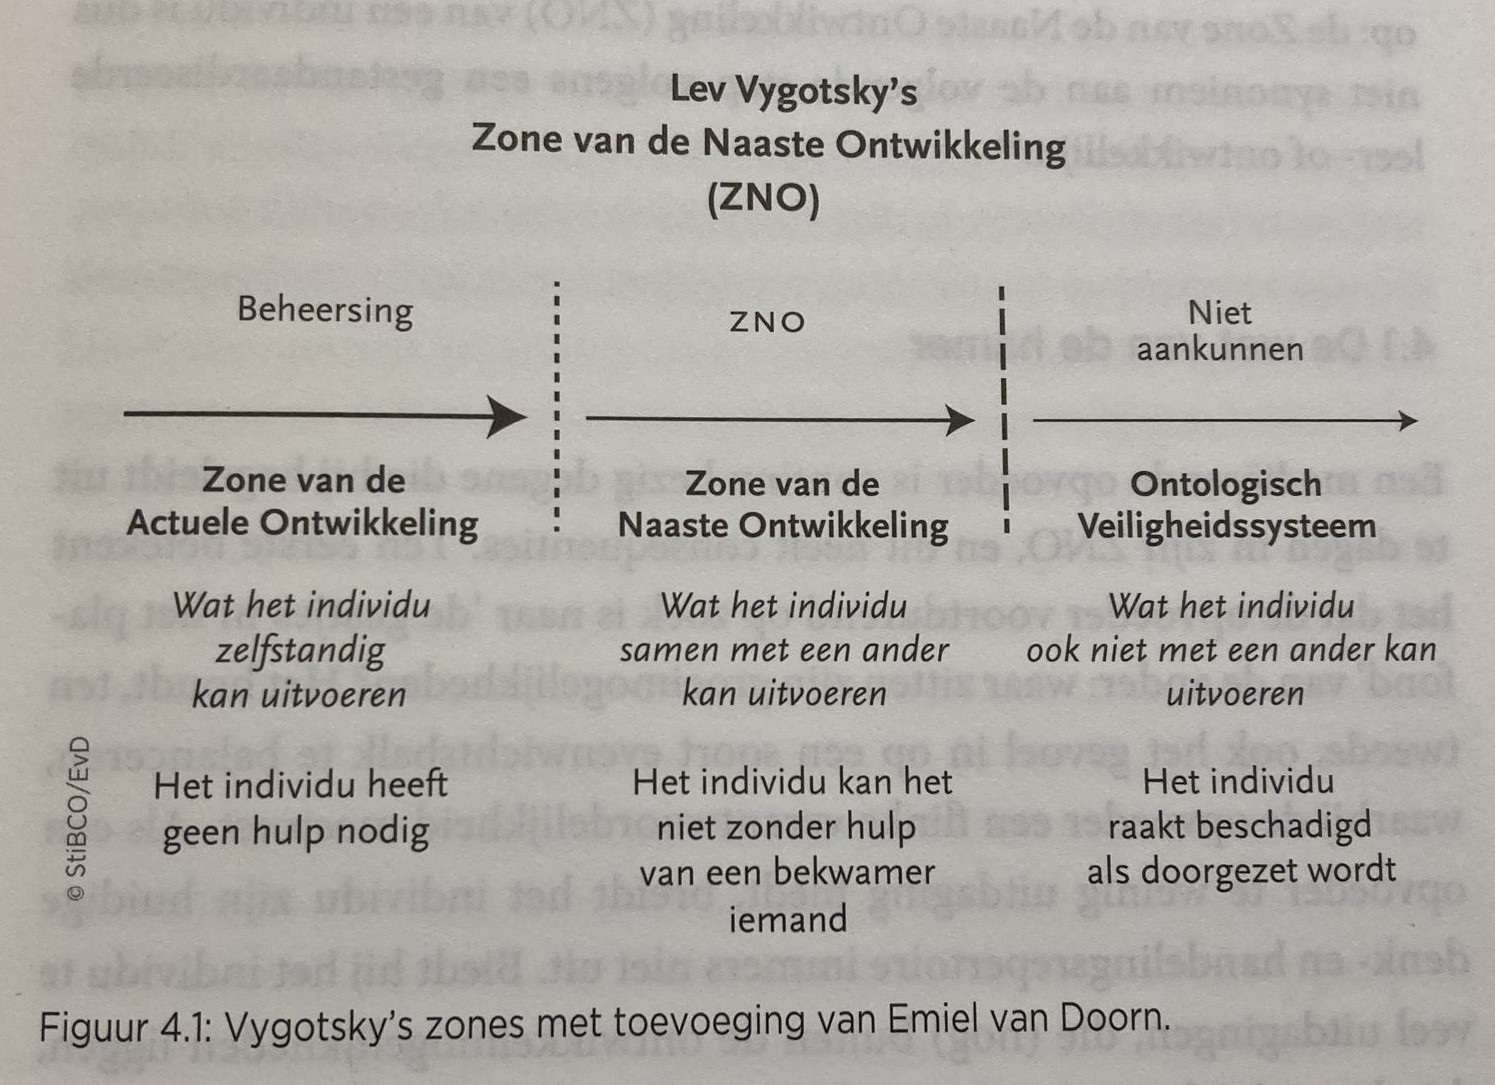 Lev Vygotsky's
Zone van de Naaste Ontwikkeling
(ZNO)
Beheersing
ZNO
Niet
aankunnen
Zone van de
Actuele Ontwikkeling
Zone van de
Naaste Ontwikkeling
Ontologisch
Veiligheidssysteem
Wat het individu
zelfstandig
kan uitvoeren
Wat het individu
samen met een ander
kan uitvoeren
Wat het individu
ook niet met een ander kan
uitvoeren
Het individu heeft
geen hulp nodig
Het individu kan het
niet zonder hulp
van een bekwamer
iemand
Het individu
raakt beschadigd
als doorgezet wordt
© StiBCO/EvD
Figuur 4.1: Vygotsky's zones met toevoeging van Emiel van Doorn.